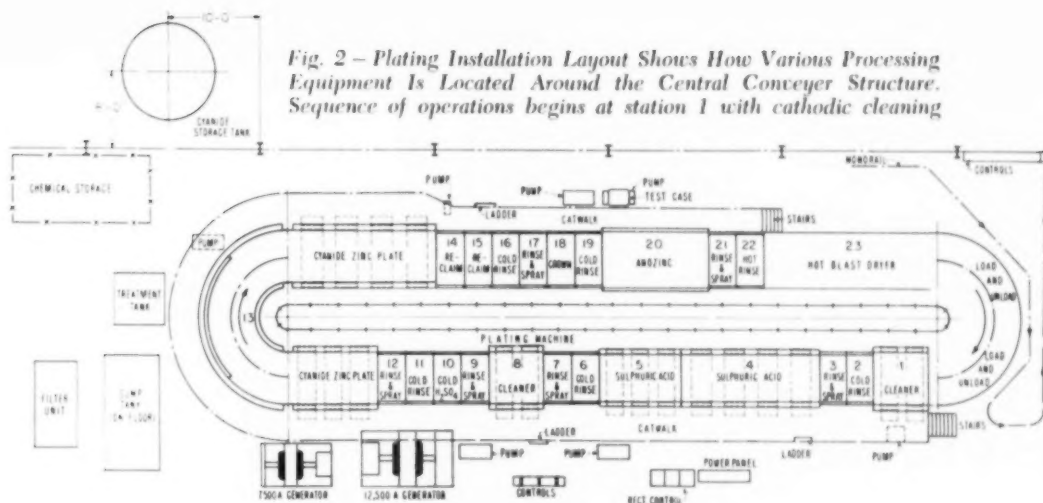 Fig. 2 — Plating Installation Layout Shows How Various Processing
Equipment Is Located Around the Central Conveyer Structure.
Sequence of operations begins at station 1 with cathodic cleaning
CYANIDE
STORAGE TANK
CHEMICAL STORAGE
MONORAIL
CONTROLS
PUMP
PUMP
PUMP
TEST CASE
LADDER
CATWALK
STAIRS
PUMP
TREATMENT
TANK
FILTER
UNIT
(ON FLOOR)
CYANIDE ZINC PLATE
14
RE-
CLAIM
15
RE-
CLAIM
16
COLD
RINSE
17
RINSE
&
SPRAY
18
19
COLD
RINSE
20
ANOZINC
21
RINSE
&
SPRAY
22
HOT
RINSE
23
HOT BLAST DRYER
LOAD
AND
UNLOAD
LOAD
AND
UNLOAD
13
PLATING MACHINE
CYANIDE ZINC PLATE
12
RINSE
&
SPRAY
11
COLD
RINSE
10
COLD
H2SO4
9
RINSE
&
SPRAY
8
CLEANER
7
RINSE
&
SPRAY
6
COLD
RINSE
5
SULPHURIC ACID
4
SULPHURIC ACID
3
RINSE
&
SPRAY
2
COLD
RINSE
1
CLEANER
CATWALK
STAIRS
LADDER
LADDER
PUMP
PUMP
PUMP
7500 A GENERATOR
12,500 A GENERATOR
CONTROLS
RECT CONTROL
POWER PANEL